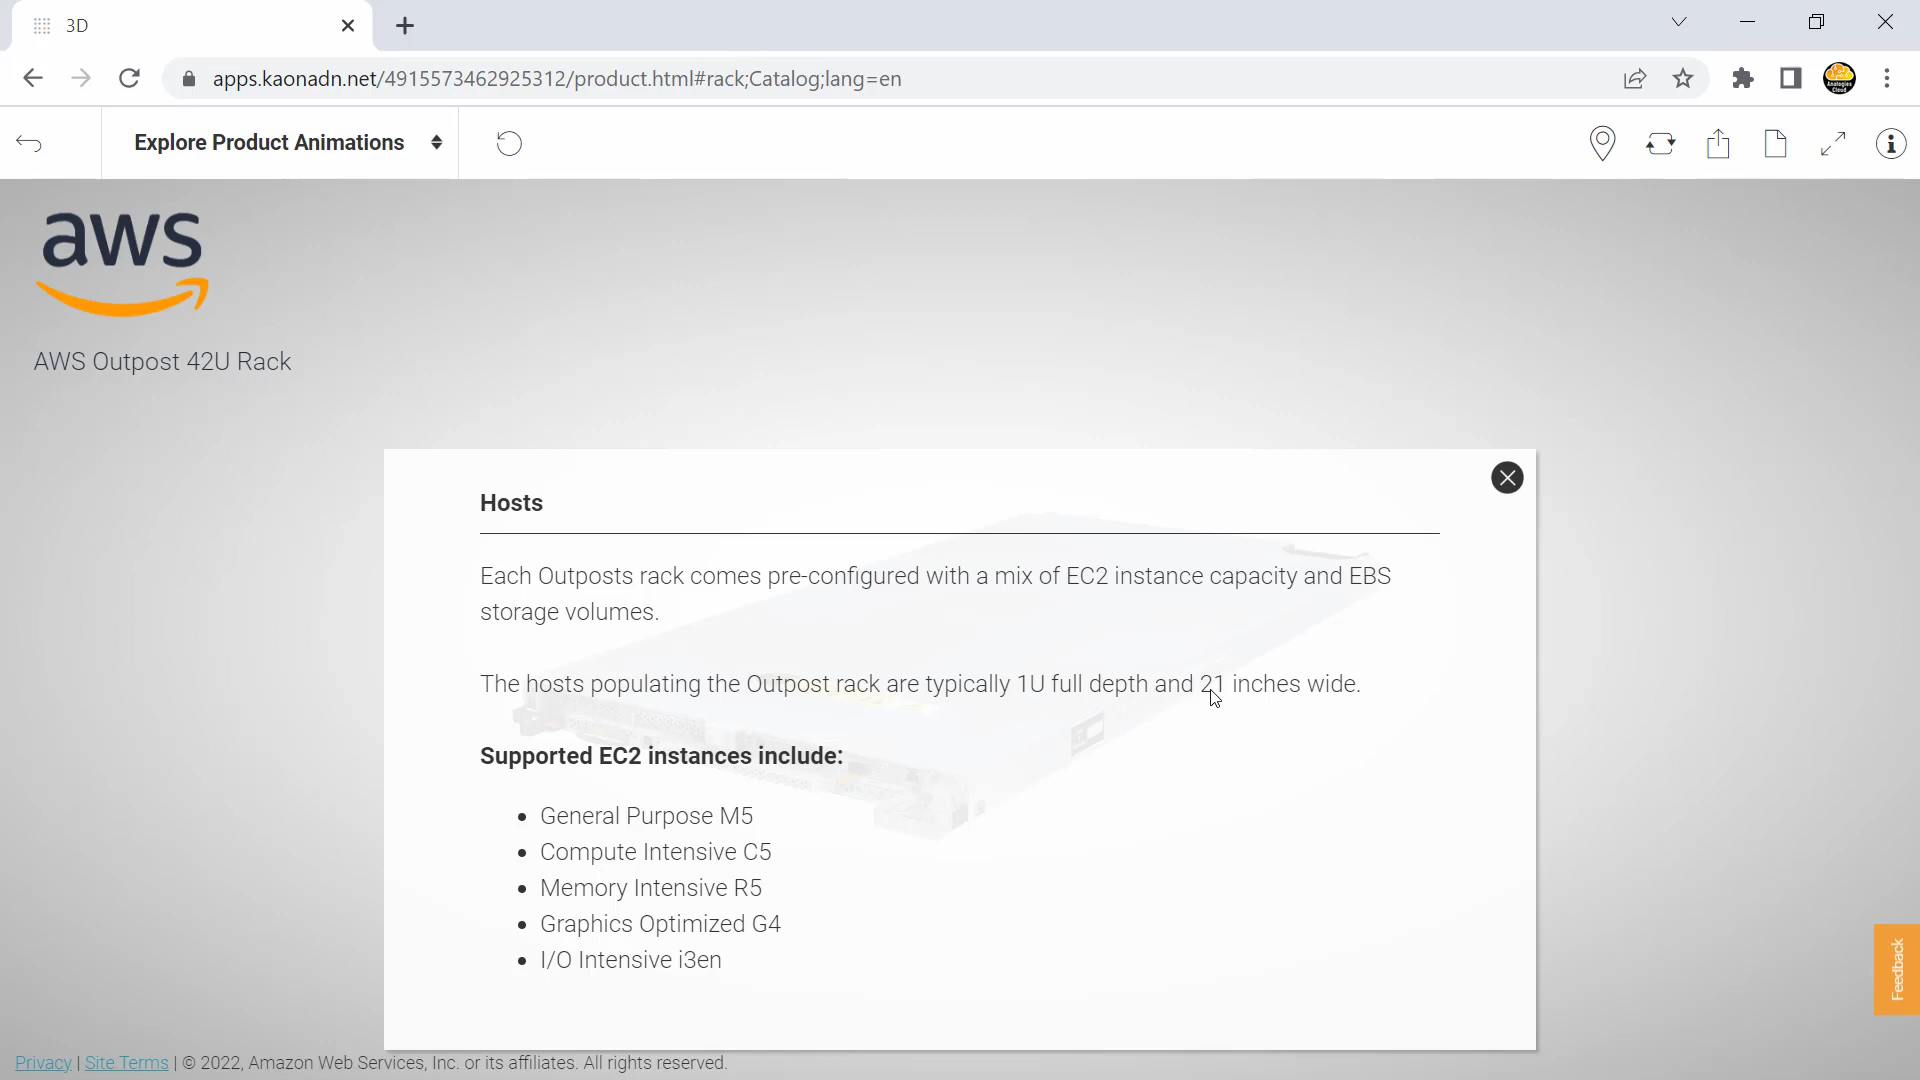 3D
apps.kaonadn.net/4915573462925312/product.html#rack;Catalog;lang=en
Explore Product Animations
aws
AWS Outpost 42U Rack
Hosts
Each Outposts rack comes pre-configured with a mix of EC2 instance capacity and EBS
storage volumes.
The hosts populating the Outpost rack are typically 1U full depth and 21 inches wide.
Supported EC2 instances include:
General Purpose M5
Compute Intensive C5
Memory Intensive R5
Graphics Optimized G4
I/O Intensive i3en
Feedback
Privacy | Site Terms | © 2022, Amazon Web Services, Inc. or its affiliates. All rights reserved.